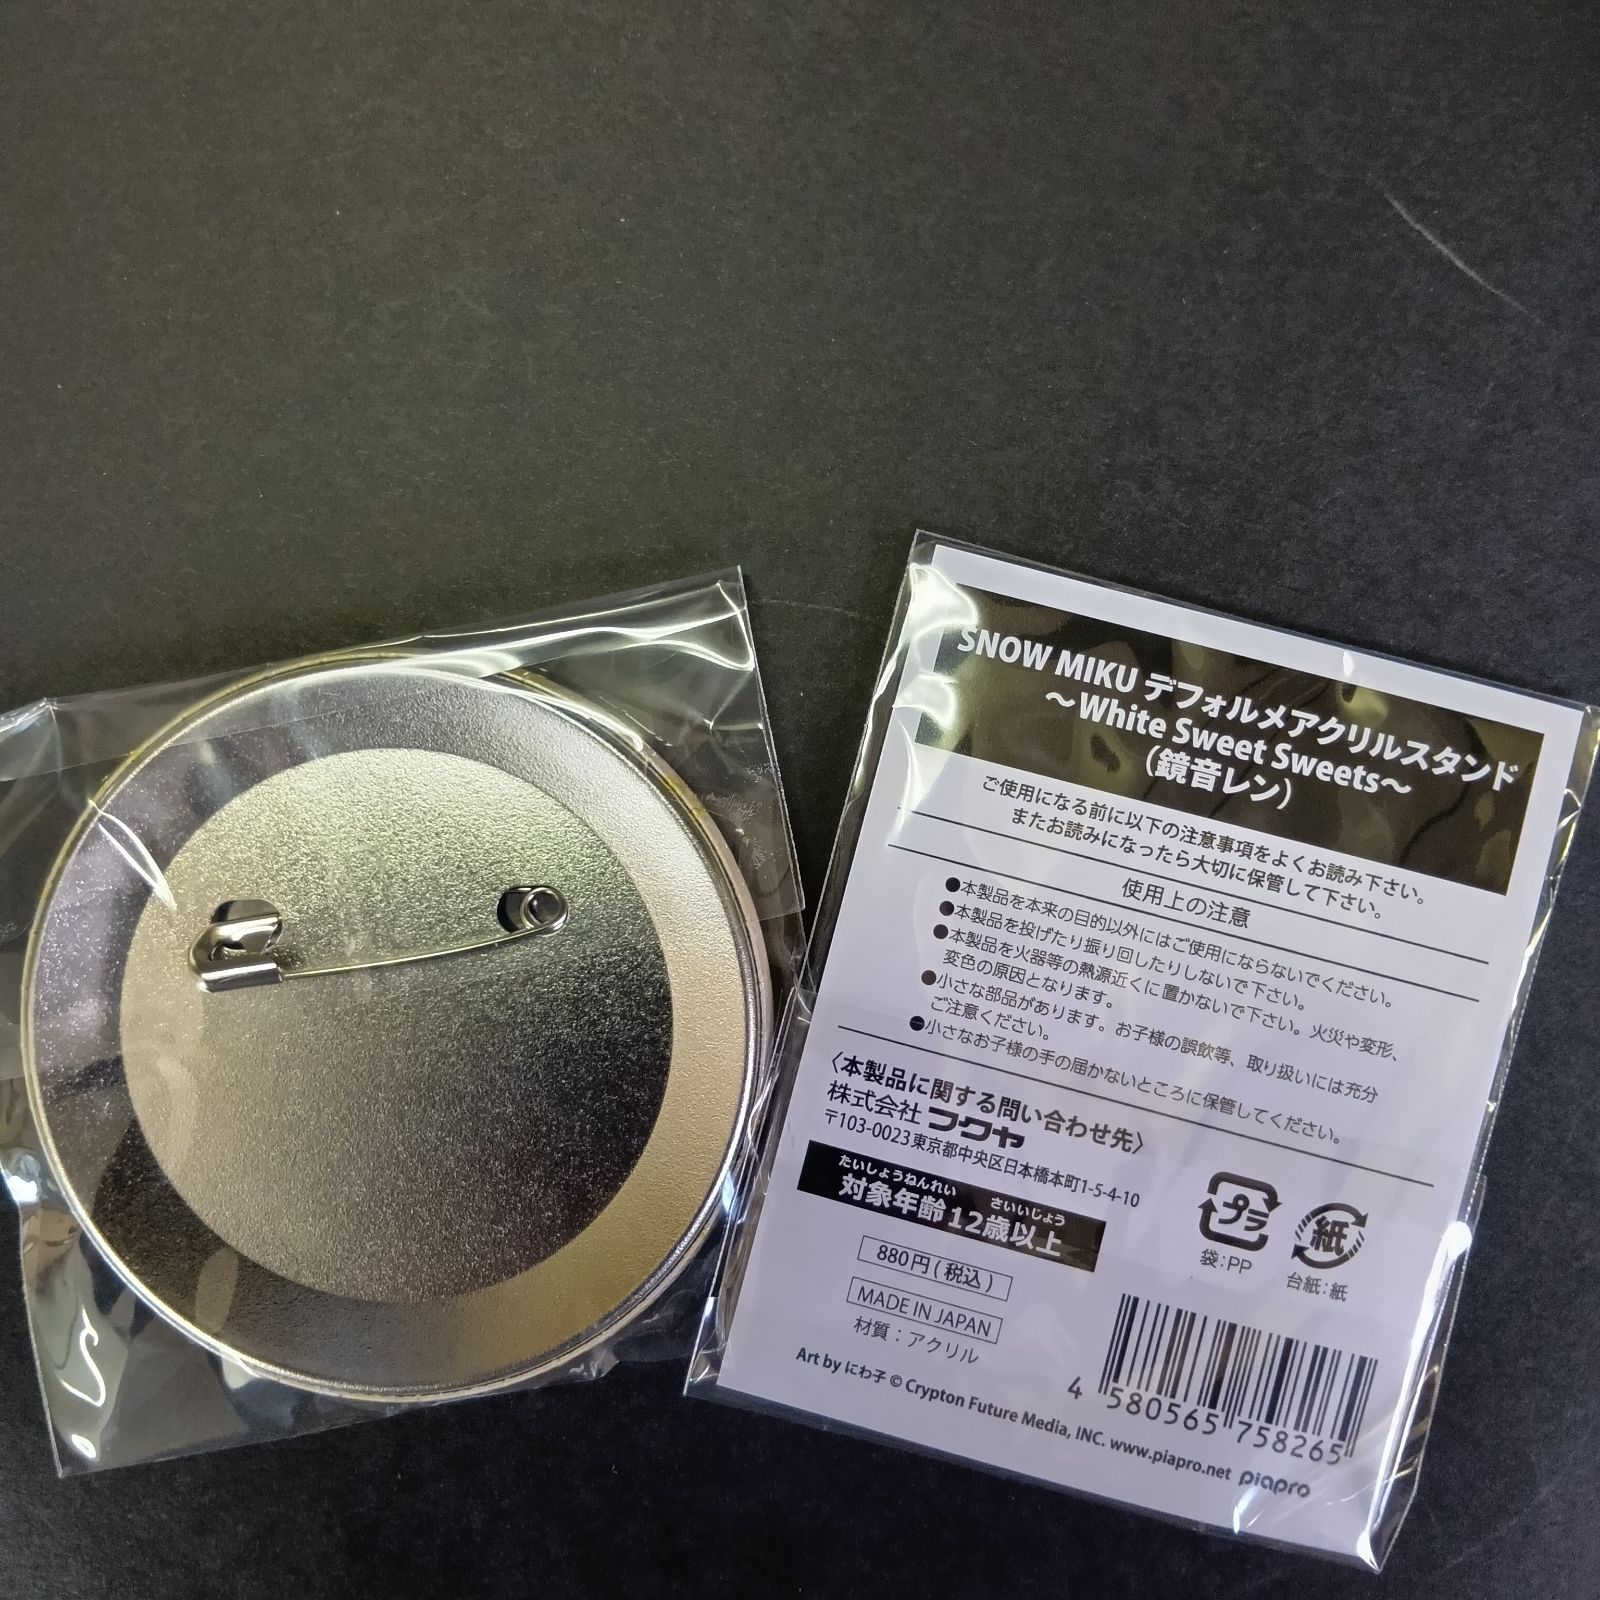 SNOW MIKU デフォルメアクリルスタンド
～White Sweet Sweets～
(鏡音レン)
ご使用になる前に以下の注意事項をよくお読み下さい。
またお読みになったら大切に保管して下さい。
使用上の注意
●本製品を本来の目的以外にはご使用にならないでください。
●本製品を投げたり振り回したりしないで下さい。
●本製品を火器等の熱源近くに置かないで下さい。火災や変形、
変色の原因となります。
●小さな部品があります。お子様の誤飲等、取り扱いには充分
ご注意ください。
●小さなお子様の手の届かないところに保管してください。
〈本製品に関する問い合わせ先〉
株式会社 フクヤ
〒103-0023 東京都中央区日本橋本町1-5-4-10
たいしょうねんれい さいいじょう
対象年齢12歳以上
880円(税込)
MADE IN JAPAN
材質：アクリル
プラ
袋：PP
紙
台紙：紙
4 580565 758265
Art by にわ子 © Crypton Future Media, INC. www.piapro.net piapro